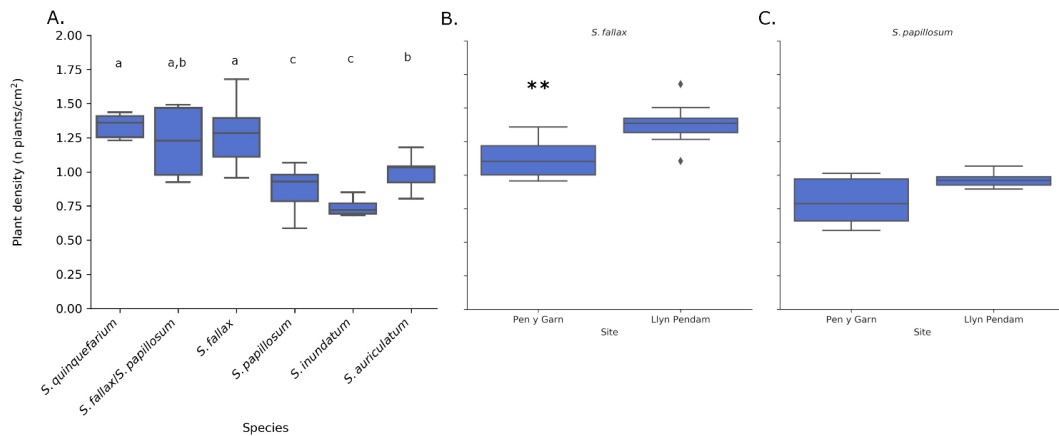 A.
Plant density (n plants/cm²)
2.00
1.75
1.50
1.25
1.00
0.75
0.50
0.25
0.00
a
a,b
a
c
c
b
S. quinquefarium
S. fallax/S. papillosum
S. fallax
S. papillosum
S. inundatum
S. auriculatum
Species
B.
S. fallax
**
Pen y Garn
Llyn Pendam
Site
C.
S. papillosum
Pen y Garn
Llyn Pendam
Site